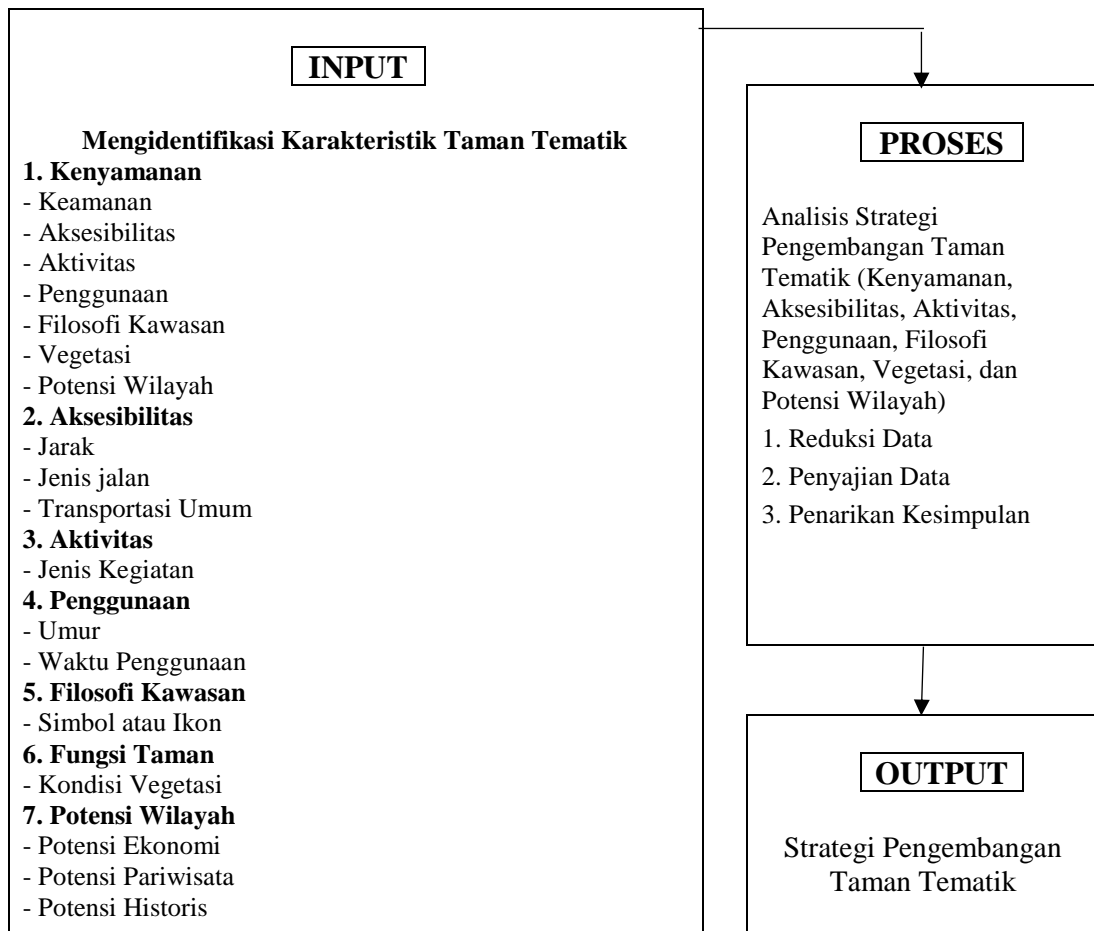 INPUT
Mengidentifikasi Karakteristik Taman Tematik
1. Kenyamanan
- Keamanan
- Aksesibilitas
- Aktivitas
- Penggunaan
- Filosofi Kawasan
- Vegetasi
- Potensi Wilayah
2. Aksesibilitas
- Jarak
- Jenis jalan
- Transportasi Umum
3. Aktivitas
- Jenis Kegiatan
4. Penggunaan
- Umur
- Waktu Penggunaan
5. Filosofi Kawasan
- Simbol atau Ikon
6. Fungsi Taman
- Kondisi Vegetasi
7. Potensi Wilayah
- Potensi Ekonomi
- Potensi Pariwisata
- Potensi Historis
PROSES
Analisis Strategi
Pengembangan Taman
Tematik (Kenyamanan,
Aksesibilitas, Aktivitas,
Penggunaan, Filosofi
Kawasan, Vegetasi, dan
Potensi Wilayah)
1. Reduksi Data
2. Penyajian Data
3. Penarikan Kesimpulan
OUTPUT
Strategi Pengembangan
Taman Tematik